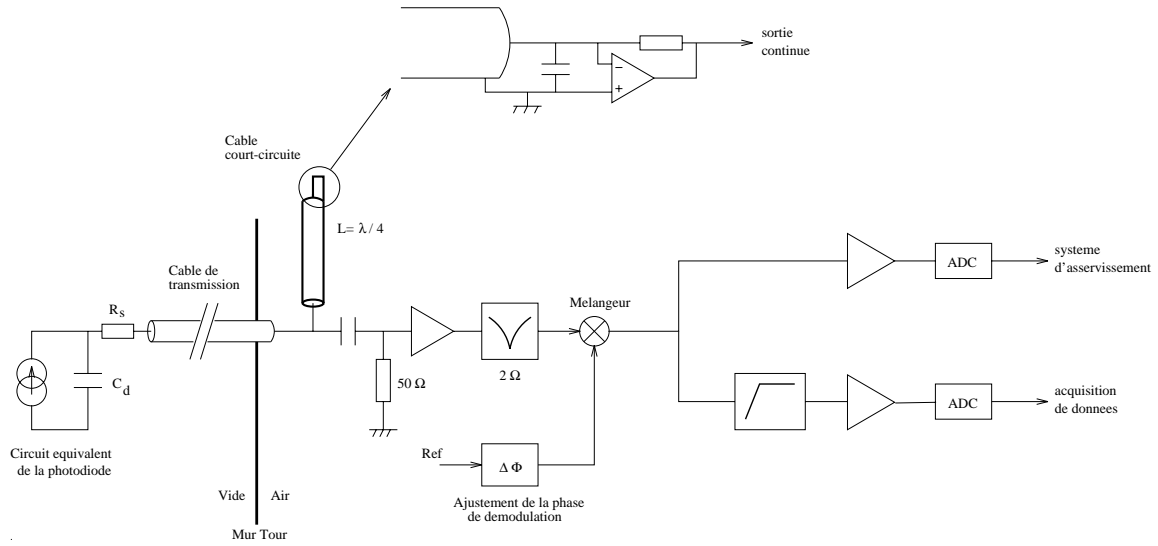 sortie
continue
−
+
Cable
court-circuite
L= λ / 4
Cable de
transmission
R_s
C_d
Circuit equivalent
de la photodiode
Vide
Air
Mur Tour
50 Ω
2 Ω
Melangeur
Ref
Δ Φ
Ajustement de la phase
de demodulation
ADC
systeme
d'asservissement
ADC
acquisition
de donnees